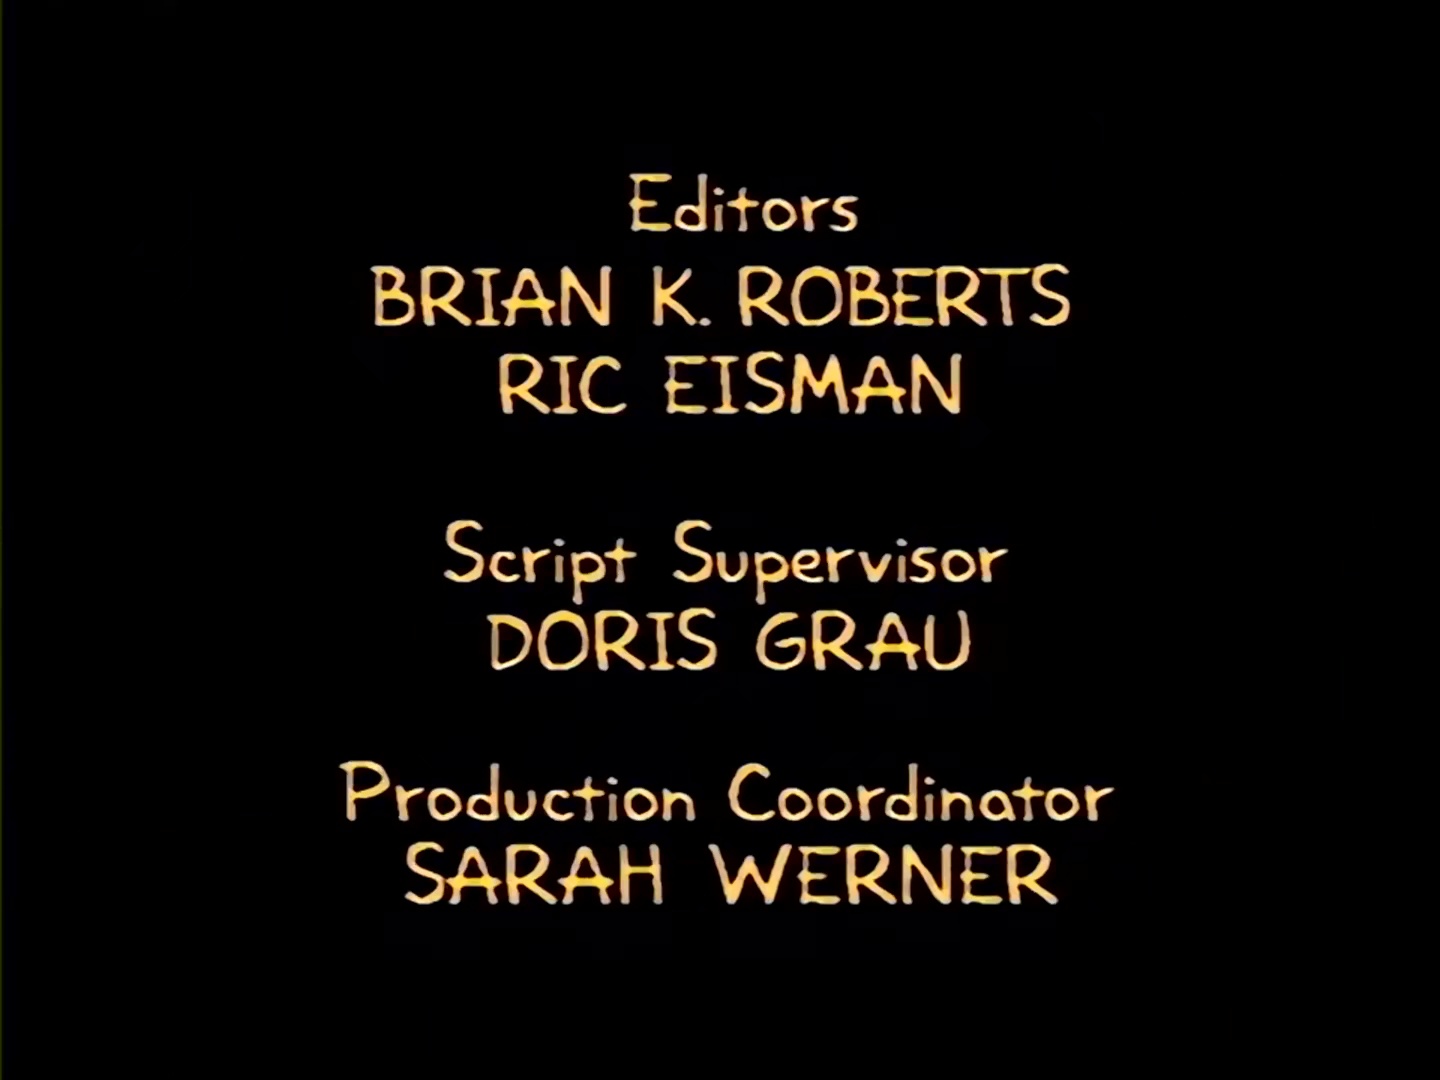 Editors
BRIAN K. ROBERTS
RIC EISMAN
Script Supervisor
DORIS GRAU
Production Coordinator
SARAH WERNER